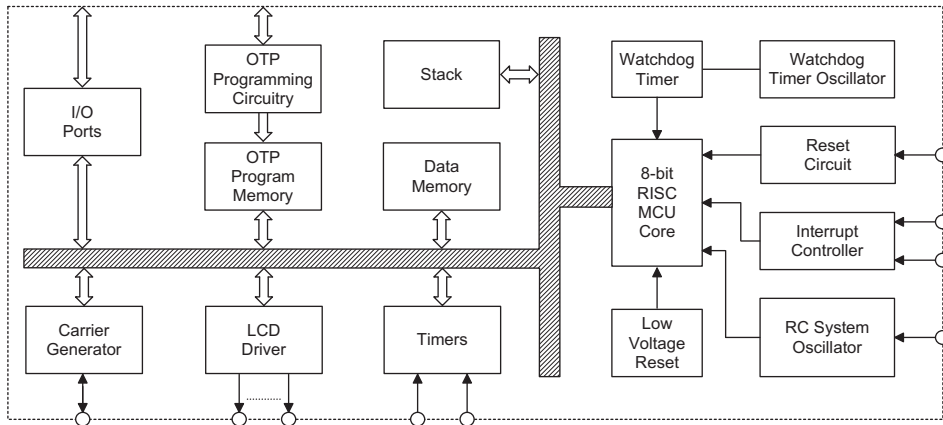 OTP
Programming
Circuitry
Stack
Watchdog
Timer
Watchdog
Timer Oscillator
I/O
Ports
OTP
Program
Memory
Data
Memory
8-bit
RISC
MCU
Core
Reset
Circuit
Interrupt
Controller
Carrier
Generator
LCD
Driver
Timers
Low
Voltage
Reset
RC System
Oscillator